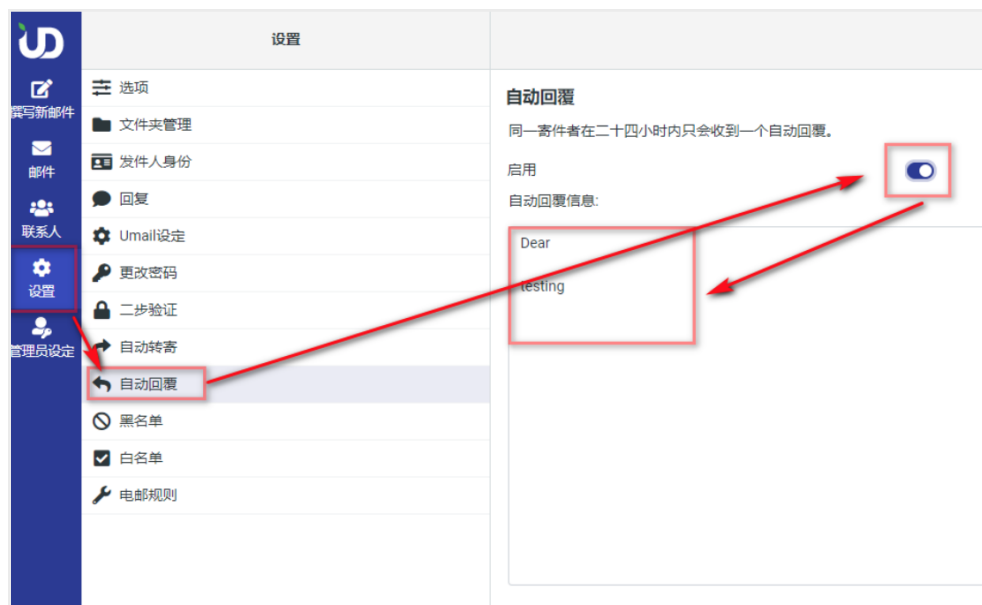 UD
设置
撰写新邮件
邮件
联系人
设置
管理员设定
选项
文件夹管理
发件人身份
回复
Umail设定
更改密码
二步验证
自动转寄
自动回覆
黑名单
白名单
电邮规则
自动回覆
同一寄件者在二十四小时内只会收到一个自动回覆。
启用
自动回覆信息:
Dear
testing